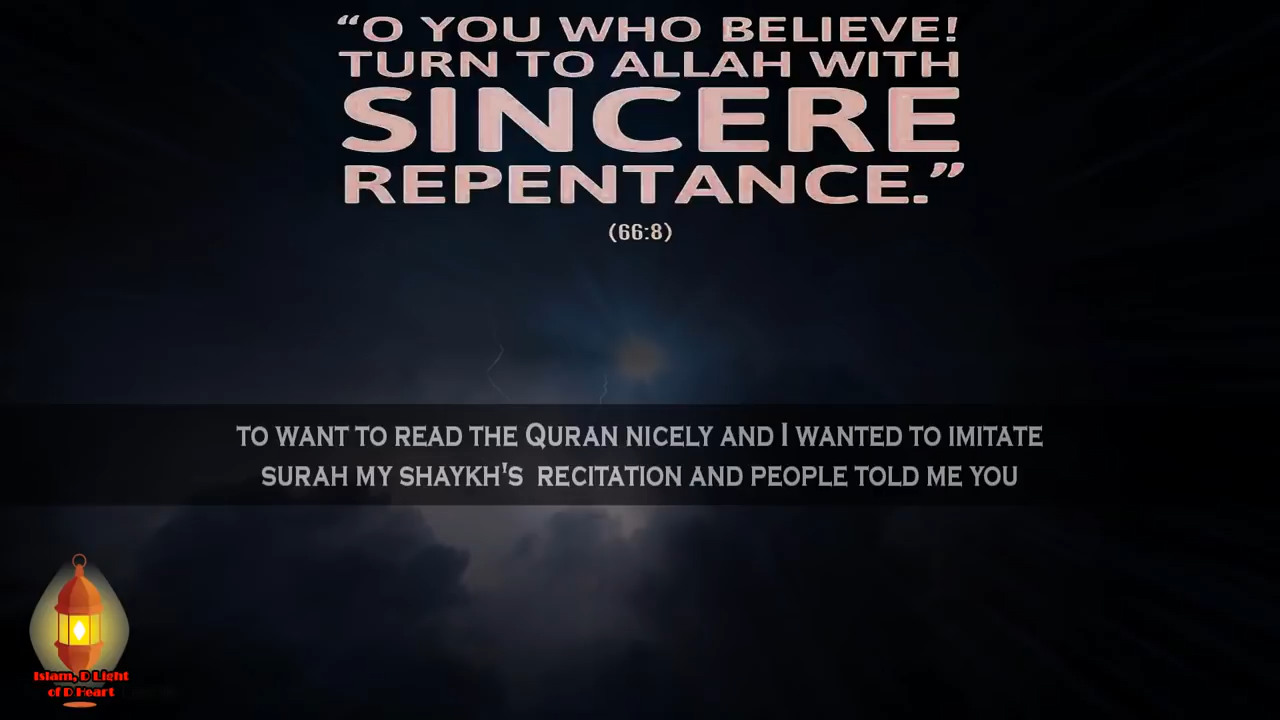 “O YOU WHO BELIEVE!
TURN TO ALLAH WITH
SINCERE
REPENTANCE.”
(66:8)
TO WANT TO READ THE QURAN NICELY AND I WANTED TO IMITATE
SURAH MY SHAYKH'S RECITATION AND PEOPLE TOLD ME YOU
Islam, D Light
of D Heart